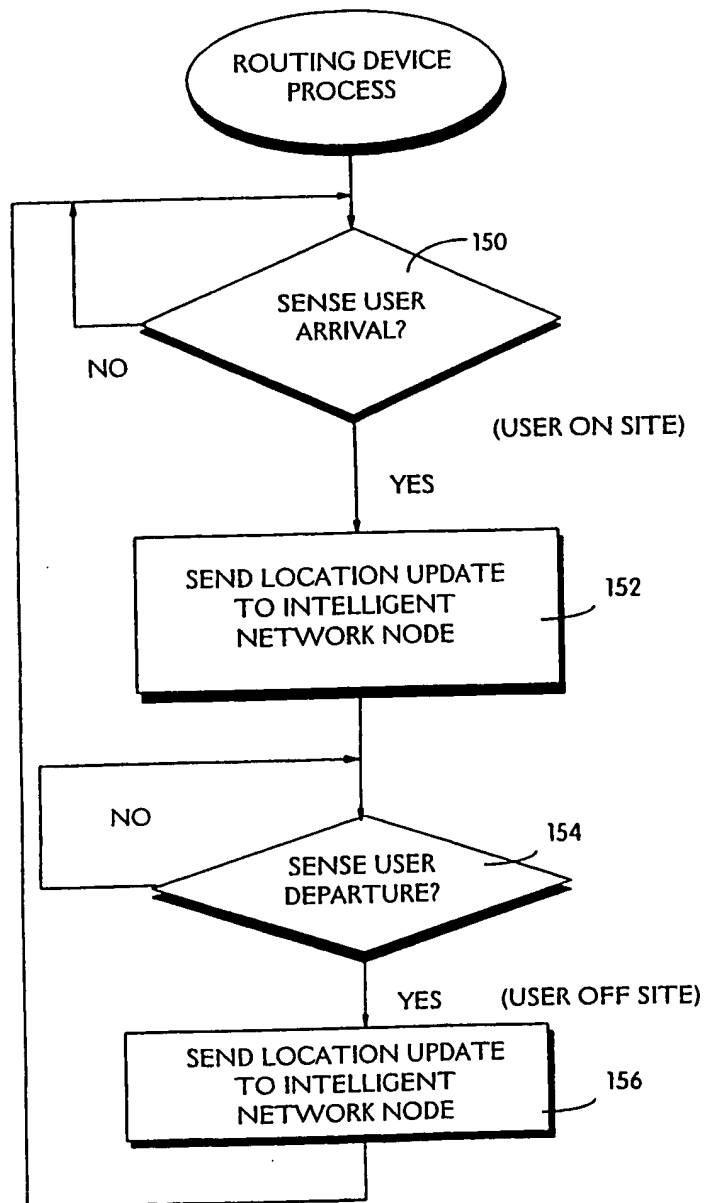 ROUTING DEVICE
PROCESS
150
SENSE USER
ARRIVAL?
NO
(USER ON SITE)
YES
SEND LOCATION UPDATE
TO INTELLIGENT
NETWORK NODE
152
NO
154
SENSE USER
DEPARTURE?
YES
(USER OFF SITE)
SEND LOCATION UPDATE
TO INTELLIGENT
NETWORK NODE
156